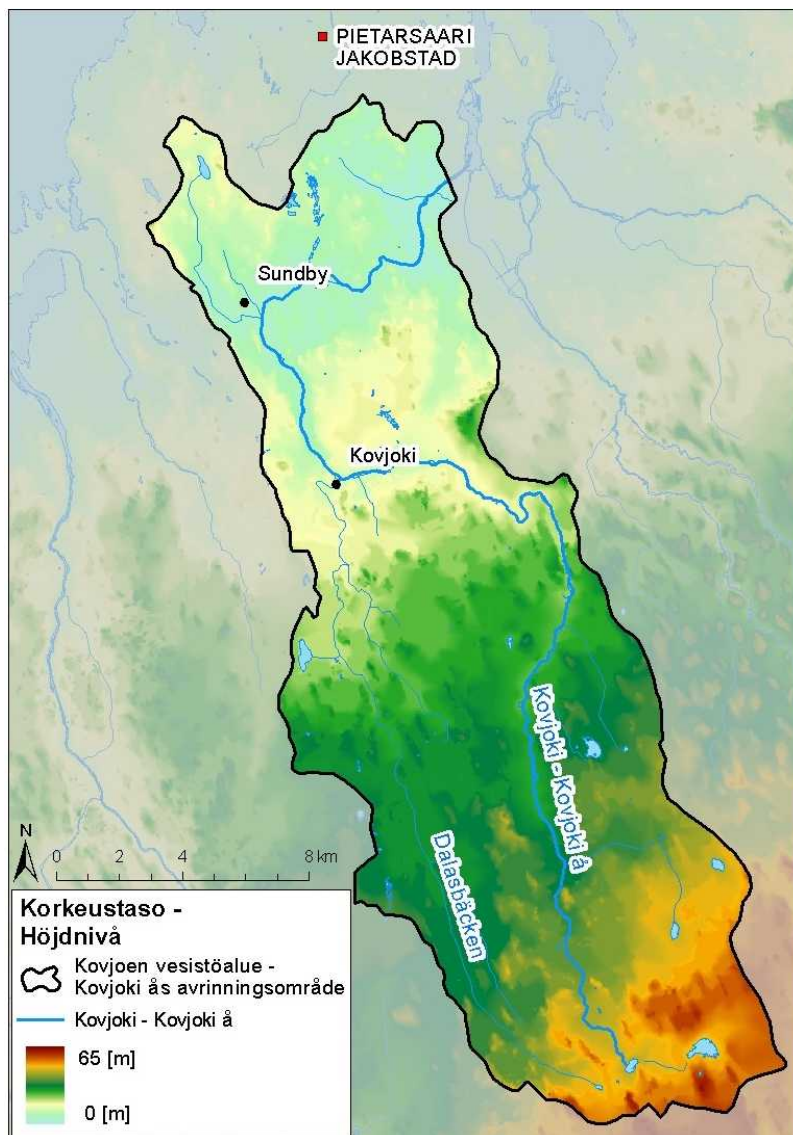 PIETARSAARI
JAKOBSTAD
Sundby
Kovjoki
Kovjoki - Kovjoki å
Dalasbäcken
N
0 2 4 8 km
Korkeustaso -
Höjdnivå
Kovjoen vesistöalue -
Kovjoki ås avrinningsområde
Kovjoki - Kovjoki å
65 [m]
0 [m]